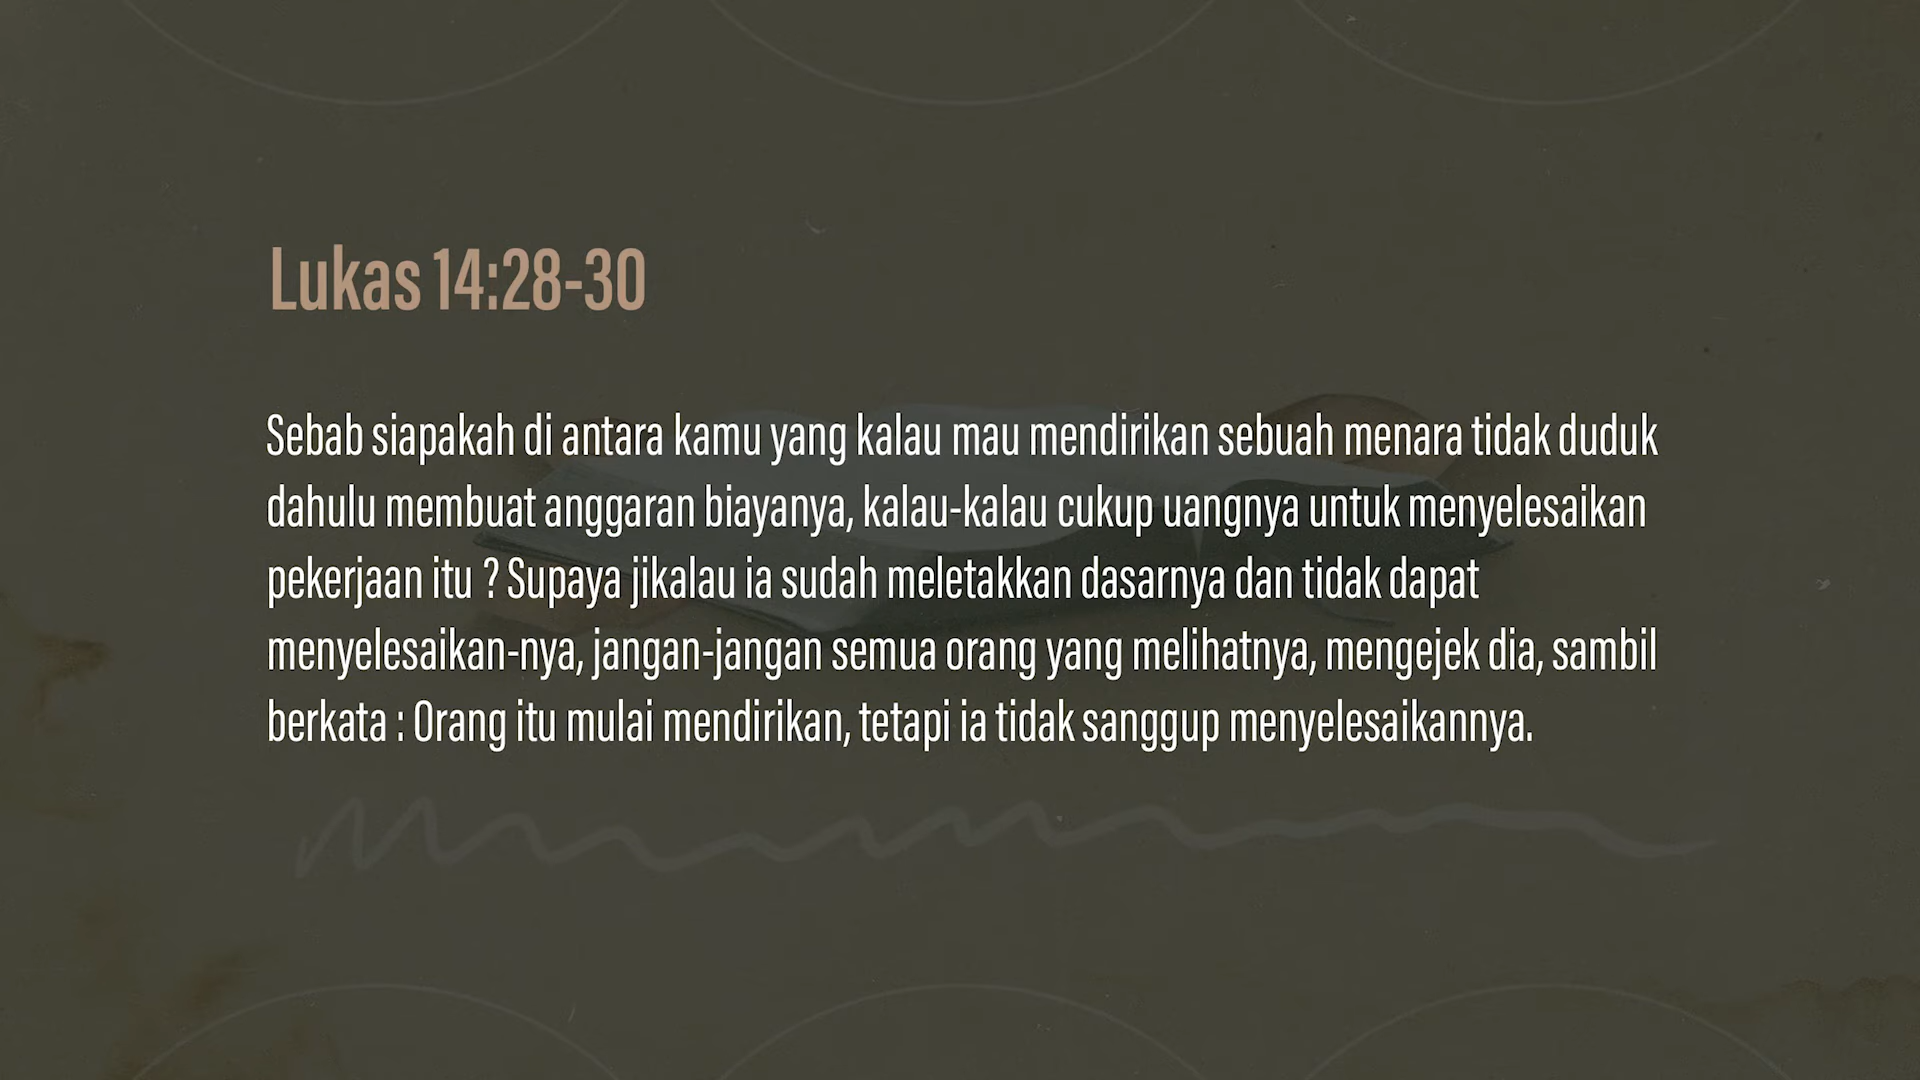 Lukas 14:28-30
Sebab siapakah di antara kamu yang kalau mau mendirikan sebuah menara tidak duduk
dahulu membuat anggaran biayanya, kalau-kalau cukup uangnya untuk menyelesaikan
pekerjaan itu ? Supaya jikalau ia sudah meletakkan dasarnya dan tidak dapat
menyelesaikan-nya, jangan-jangan semua orang yang melihatnya, mengejek dia, sambil
berkata : Orang itu mulai mendirikan, tetapi ia tidak sanggup menyelesaikannya.